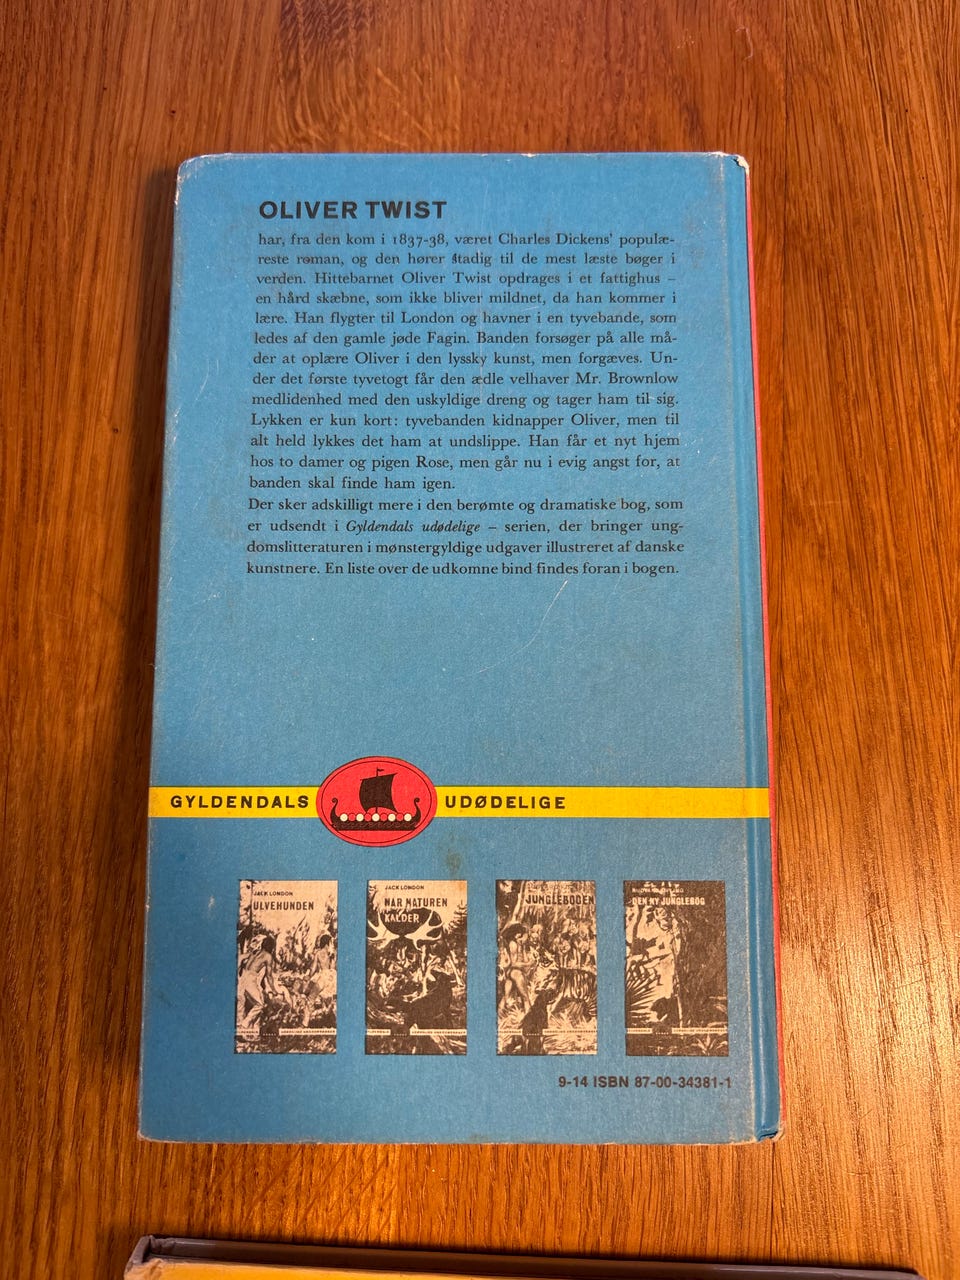 OLIVER TWIST
har, fra den kom i 1837-38, været Charles Dickens' populæ-
reste roman, og den hører stadig til de mest læste bøger i
verden. Hittebarnet Oliver Twist opdrages i et fattighus –
en hård skæbne, som ikke bliver mildnet, da han kommer i
lære. Han flygter til London og havner i en tyvebande, som
ledes af den gamle jøde Fagin. Banden forsøger på alle må-
der at oplære Oliver i den lyssky kunst, men forgæves. Un-
der det første tyvetogt får den ædle velhaver Mr. Brownlow
medlidenhed med den uskyldige dreng og tager ham til sig.
Lykken er kun kort: tyvebanden kidnapper Oliver, men til
alt held lykkes det ham at undslippe. Han får et nyt hjem
hos to damer og pigen Rose, men går nu i evig angst for, at
banden skal finde ham igen.
Der sker adskilligt mere i den berømte og dramatiske bog, som
er udsendt i Gyldendals udødelige – serien, der bringer ung-
domslitteraturen i mønstergyldige udgaver illustreret af danske
kunstnere. En liste over de udkomne bind findes foran i bogen.
GYLDENDALS UDØDELIGE
JACK LONDON
ULVEHUNDEN
JACK LONDON
NAR NATUREN
KALDER
JUNGLEBOGEN
DEN NY JUNGLEBOG
9-14 ISBN 87-00-34381-1